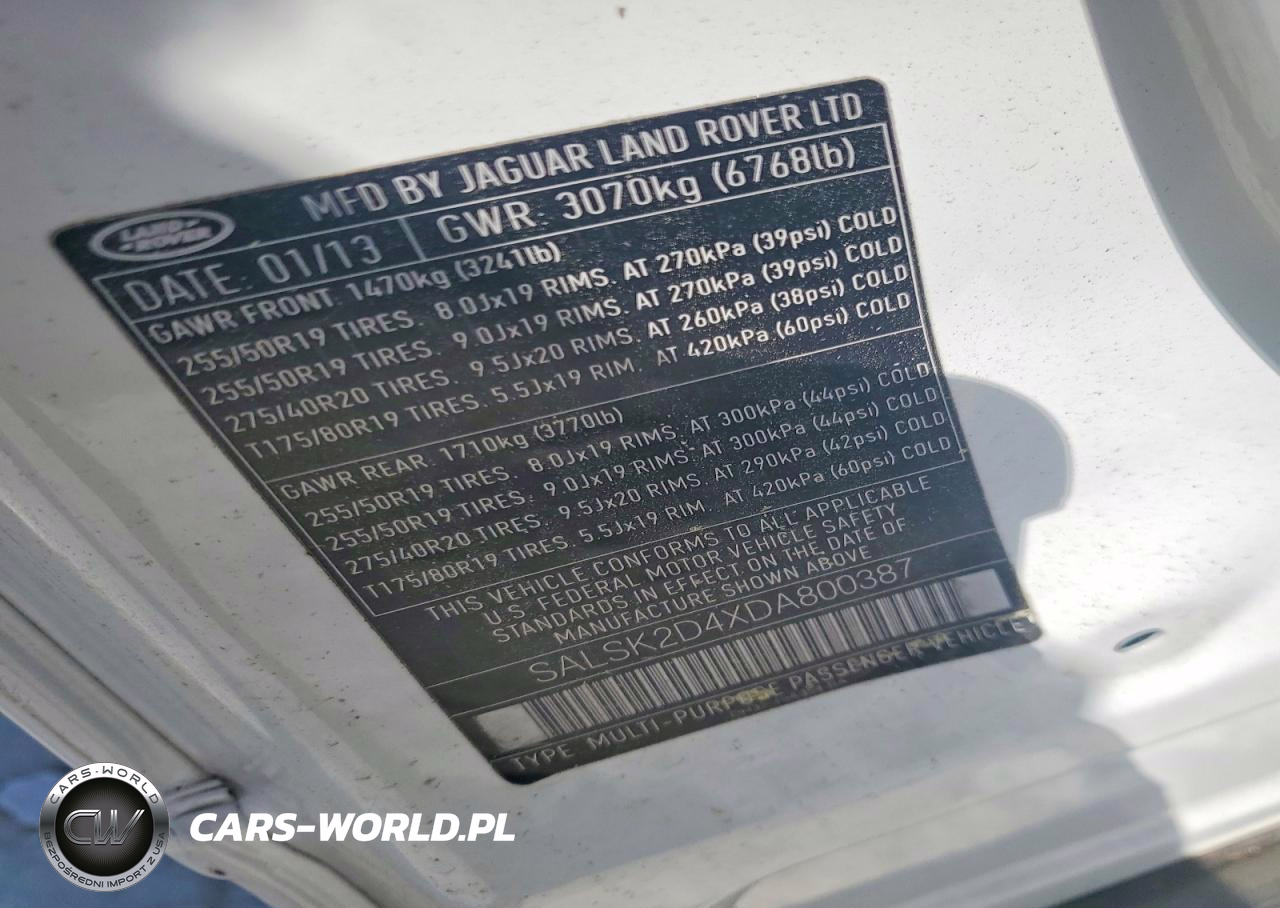 LAND
ROVER
MFD BY JAGUAR LAND ROVER LTD
DATE: 01/13
GWR: 3070kg (6768lb)
GAWR FRONT: 1470kg (3241lb)
255/50R19 TIRES. 8.0Jx19 RIMS. AT 270kPa (39psi) COLD
255/50R19 TIRES. 9.0Jx19 RIMS. AT 270kPa (39psi) COLD
275/40R20 TIRES. 9.5Jx20 RIMS. AT 260kPa (38psi) COLD
T175/80R19 TIRES. 5.5Jx19 RIM. AT 420kPa (60psi) COLD
GAWR REAR: 1710kg (3770lb)
255/50R19 TIRES. 8.0Jx19 RIMS. AT 300kPa (44psi) COLD
255/50R19 TIRES. 9.0Jx19 RIMS. AT 300kPa (44psi) COLD
275/40R20 TIRES. 9.5Jx20 RIMS. AT 290kPa (42psi) COLD
T175/80R19 TIRES. 5.5Jx19 RIM. AT 420kPa (60psi) COLD
THIS VEHICLE CONFORMS TO ALL APPLICABLE
U.S. FEDERAL MOTOR VEHICLE SAFETY
STANDARDS IN EFFECT ON THE DATE OF
MANUFACTURE SHOWN ABOVE
SALSK2D4XDA800387
TYPE MULTI-PURPOSE PASSENGER VEHICLE
CARS-WORLD
CW
BEZPOŚREDNI IMPORT Z USA
CARS-WORLD.PL